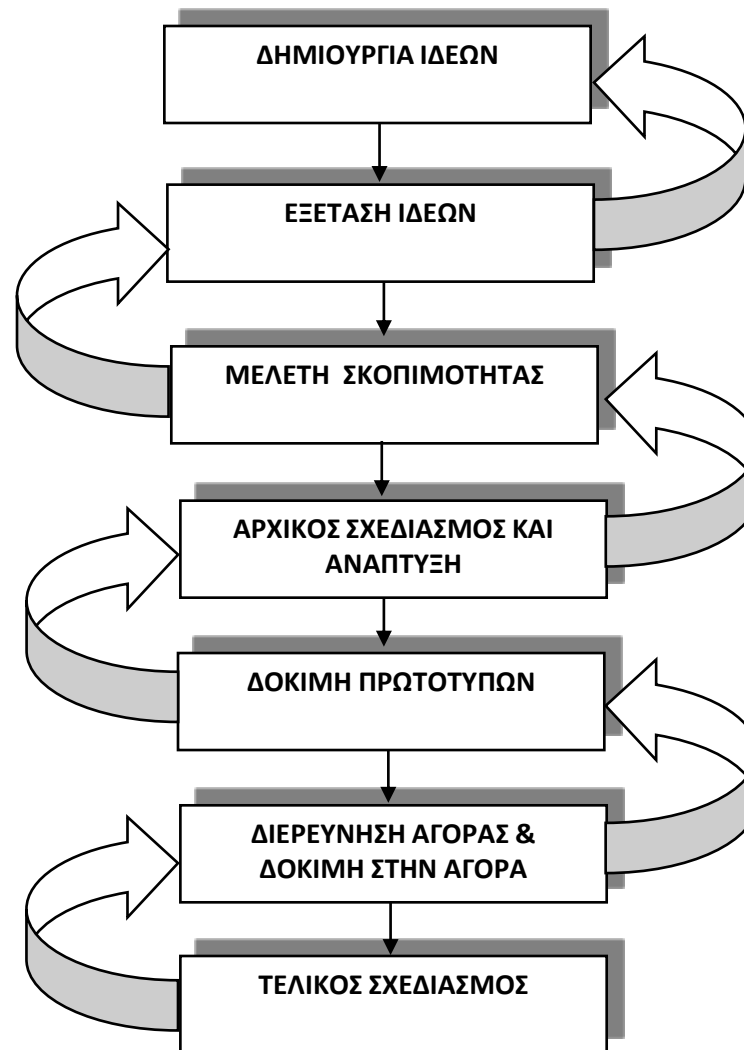 ΔΗΜΙΟΥΡΓΙΑ ΙΔΕΩΝ
ΕΞΕΤΑΣΗ ΙΔΕΩΝ
ΜΕΛΕΤΗ ΣΚΟΠΙΜΟΤΗΤΑΣ
ΑΡΧΙΚΟΣ ΣΧΕΔΙΑΣΜΟΣ ΚΑΙ
ΑΝΑΠΤΥΞΗ
ΔΟΚΙΜΗ ΠΡΩΤΟΤΥΠΩΝ
ΔΙΕΡΕΥΝΗΣΗ ΑΓΟΡΑΣ &
ΔΟΚΙΜΗ ΣΤΗΝ ΑΓΟΡΑ
ΤΕΛΙΚΟΣ ΣΧΕΔΙΑΣΜΟΣ